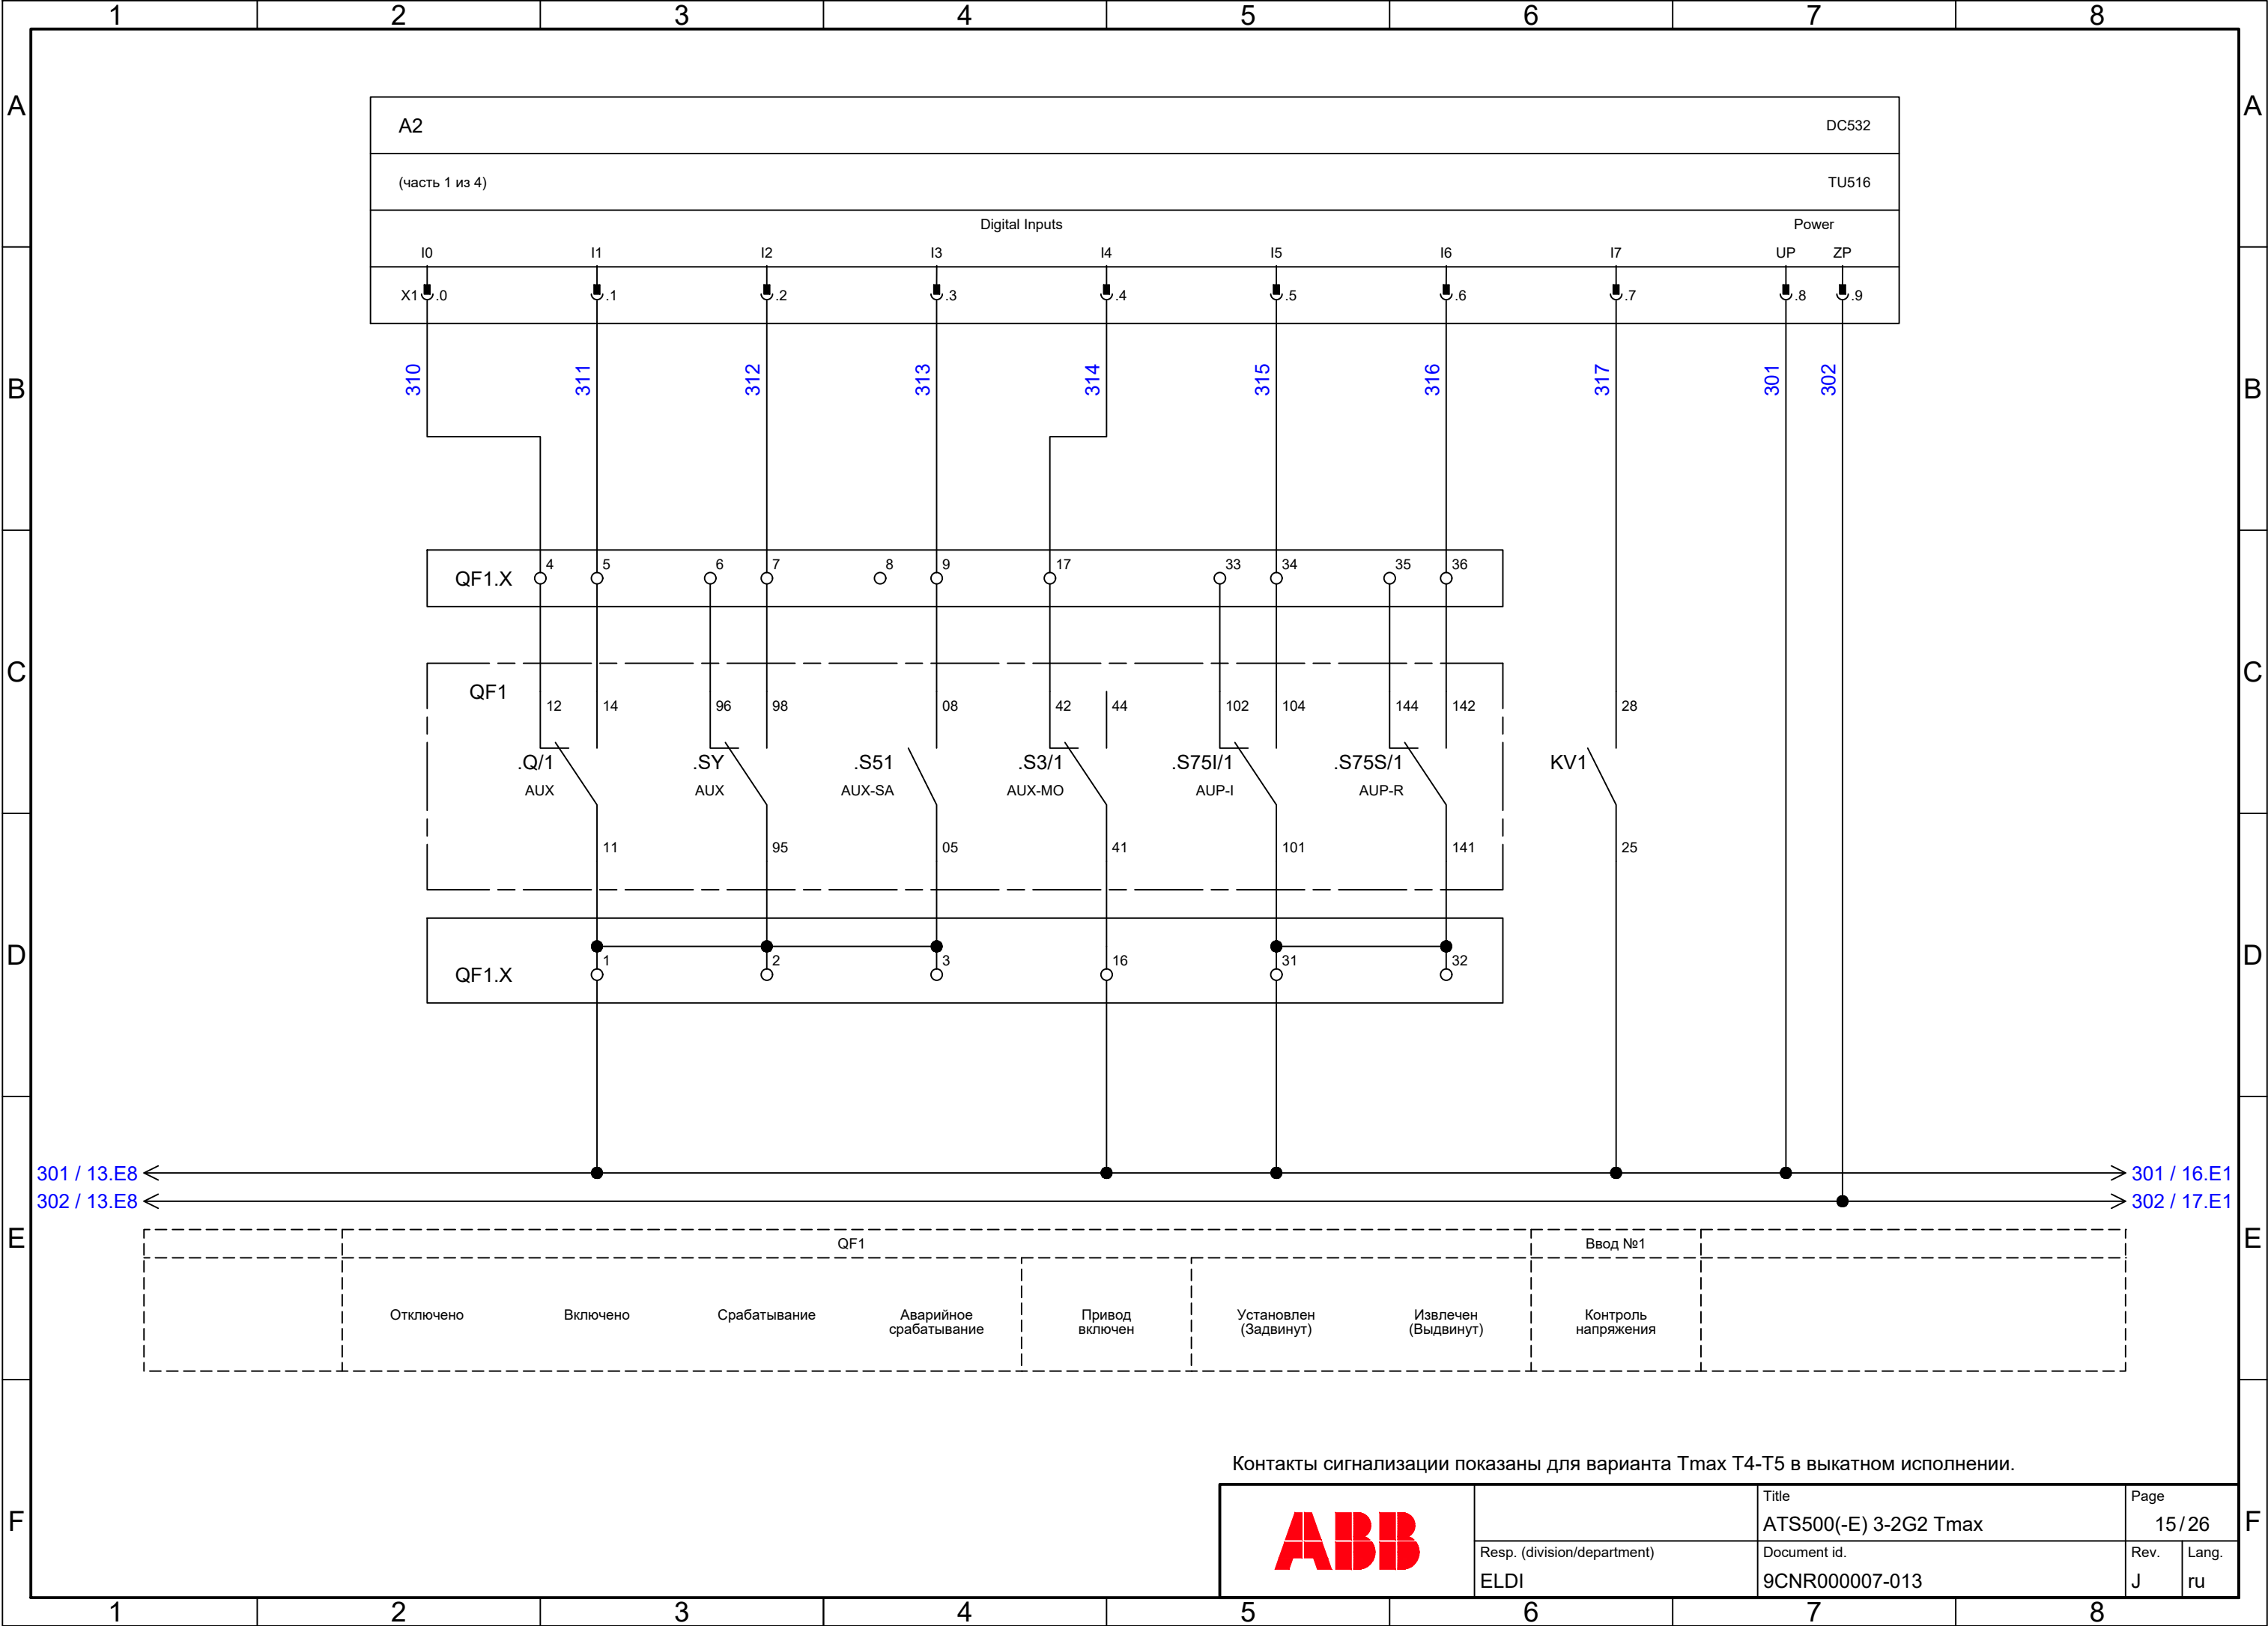 1 2 3 4 5 6 7 8
A A
A2 DC532
(часть 1 из 4) TU516
Digital Inputs Power
I0 I1 I2 I3 I4 I5 I6 I7 UP ZP
X1 .0 .1 .2 .3 .4 .5 .6 .7 .8 .9
B B
310 311 312 313 314 315 316 317 301 302
QF1.X 4 5 6 7 8 9 17 33 34 35 36
C C
QF1
12 14 96 98 08 42 44 102 104 144 142 28
.Q/1 .SY .S51 .S3/1 .S75I/1 .S75S/1 KV1
AUX AUX AUX-SA AUX-MO AUP-I AUP-R
11 95 05 41 101 141 25
D D
QF1.X 1 2 3 16 31 32
301 / 13.E8 301 / 16.E1
302 / 13.E8 302 / 17.E1
E E
QF1 Ввод №1
Отключено Включено Срабатывание Аварийное Привод Установлен Извлечен Контроль
срабатывание включен (Задвинут) (Выдвинут) напряжения
Контакты сигнализации показаны для варианта Tmax T4-T5 в выкатном исполнении.
F F
ABB
Title Page
ATS500(-E) 3-2G2 Tmax 15/26
Resp. (division/department) Document id. Rev. Lang.
ELDI 9CNR000007-013 J ru
1 2 3 4 5 6 7 8